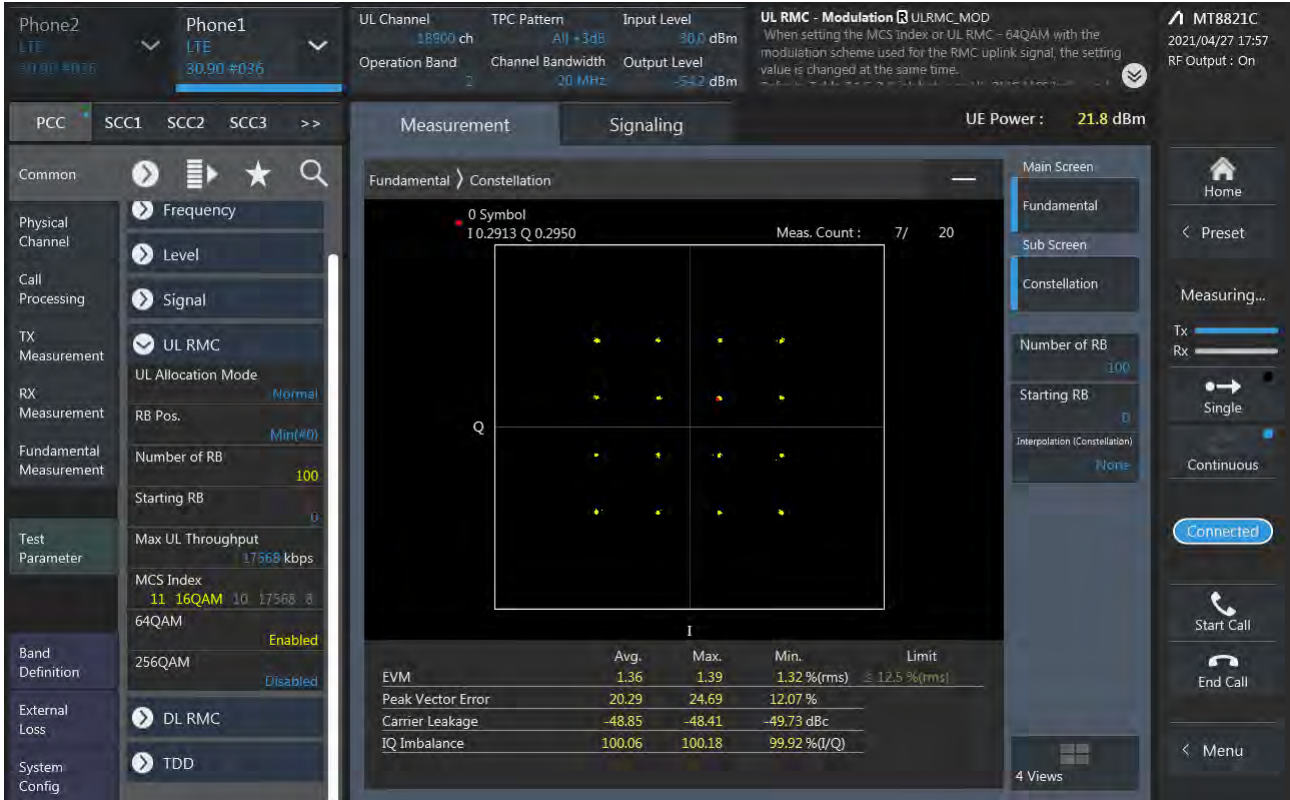 Phone2
LTE
30.90 #036
Phone1
LTE
30.90 #036
UL Channel
18900 ch
TPC Pattern
All +3dB
Input Level
30.0 dBm
Operation Band
2
Channel Bandwidth
20 MHz
Output Level
-54.2 dBm
UL RMC - Modulation R ULRMC_MOD
When setting the MCS Index or UL RMC - 64QAM with the
modulation scheme used for the RMC uplink signal, the setting
value is changed at the same time.
MT8821C
2021/04/27 17:57
RF Output : On
PCC SCC1 SCC2 SCC3 >>
Measurement
Signaling
UE Power : 21.8 dBm
Common
Physical
Channel
Call
Processing
TX
Measurement
RX
Measurement
Fundamental
Measurement
Test
Parameter
Band
Definition
External
Loss
System
Config
Frequency
Level
Signal
UL RMC
UL Allocation Mode
Normal
RB Pos.
Min(#0)
Number of RB
100
Starting RB
0
Max UL Throughput
17568 kbps
MCS Index
11 16QAM 10 17568 8
64QAM
Enabled
256QAM
Disabled
DL RMC
TDD
Fundamental > Constellation
0 Symbol
I 0.2913 Q 0.2950
Meas. Count : 7/ 20
Q
I
Avg. Max. Min. Limit
EVM 1.36 1.39 1.32 %(rms) ≤ 12.5 %(rms)
Peak Vector Error 20.29 24.69 12.07 %
Carrier Leakage -48.85 -48.41 -49.73 dBc
IQ Imbalance 100.06 100.18 99.92 %(I/Q)
Main Screen
Fundamental
Sub Screen
Constellation
Number of RB
100
Starting RB
0
Interpolation (Constellation)
None
4 Views
Home
< Preset
Measuring...
Tx
Rx
Single
Continuous
Connected
Start Call
End Call
< Menu